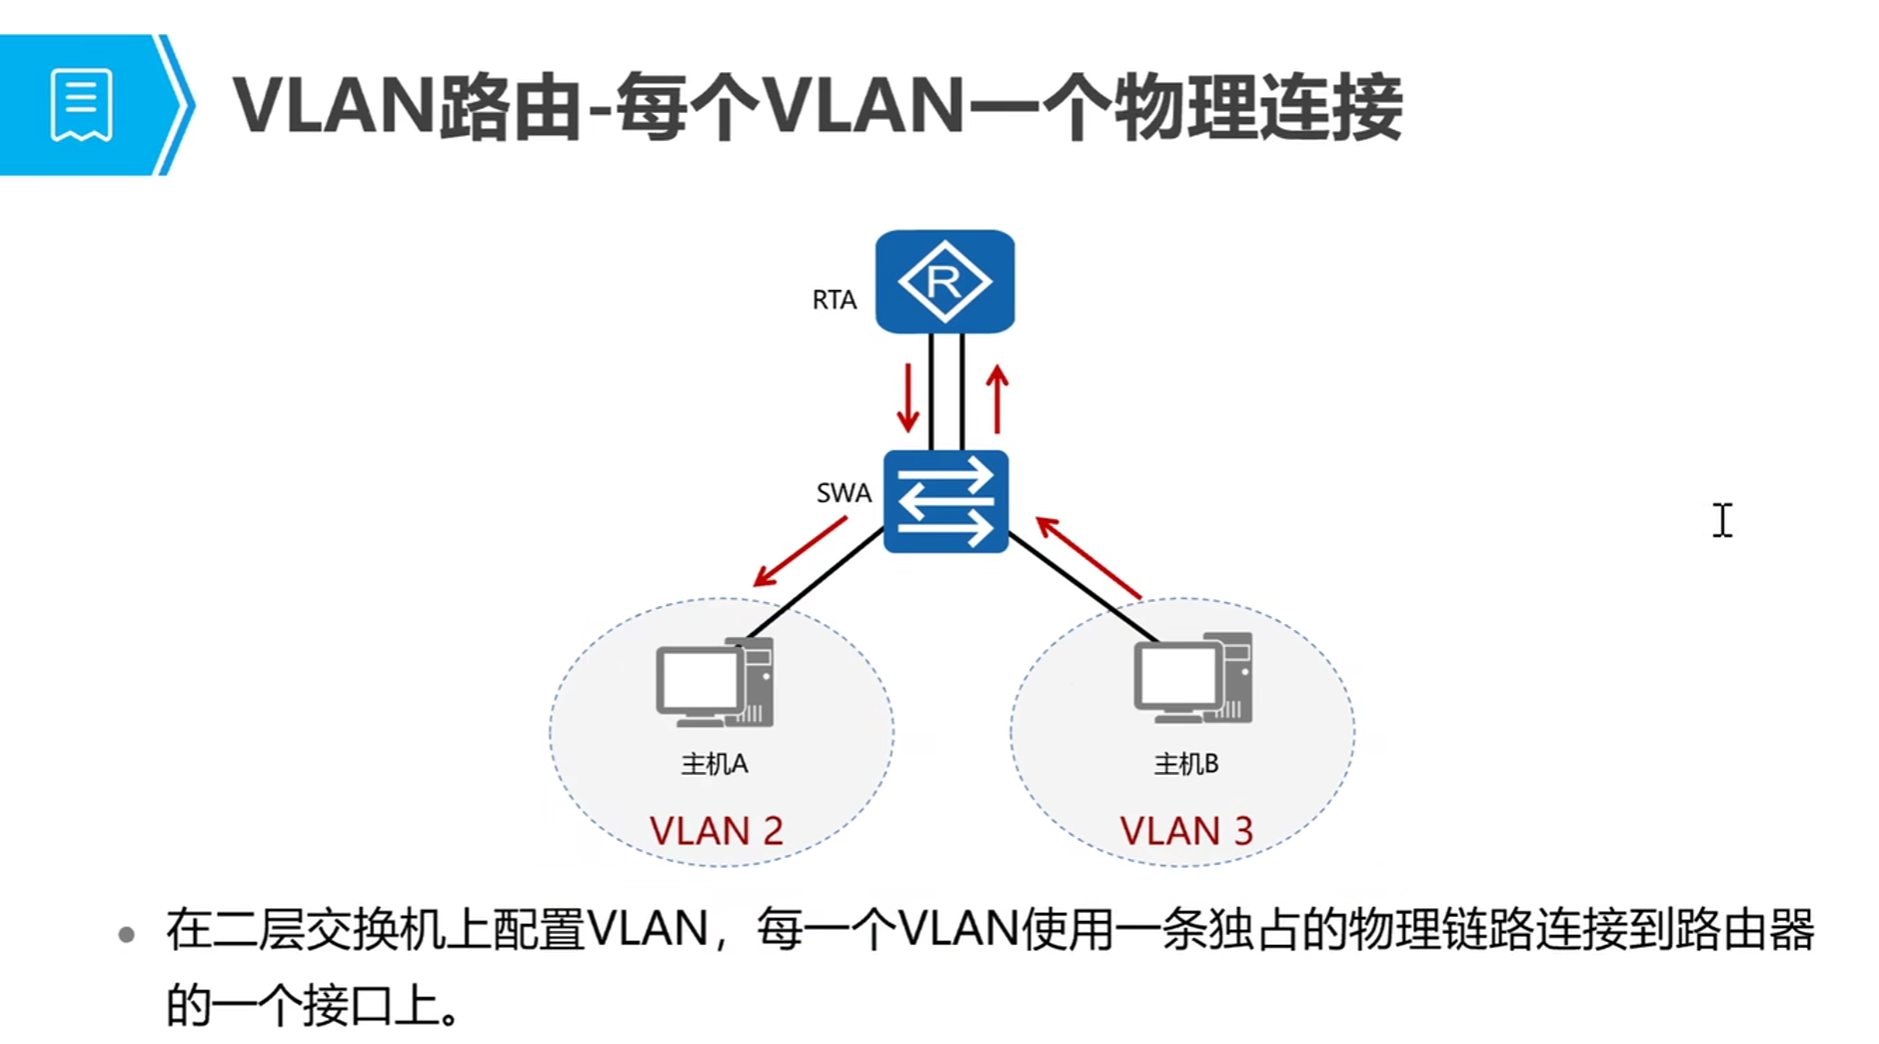 VLAN路由-每个VLAN一个物理连接
R
RTA
SWA
主机A
主机B
VLAN 2
VLAN 3
在二层交换机上配置VLAN，每一个VLAN使用一条独占的物理链路连接到路由器
的一个接口上。